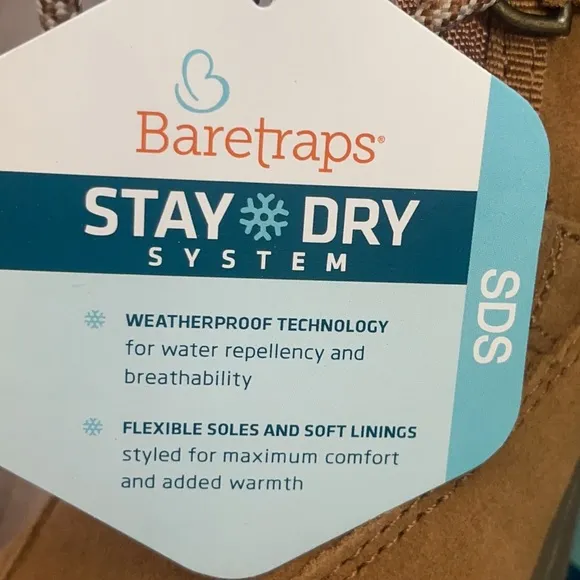 Baretraps®
STAY DRY
SYSTEM
WEATHERPROOF TECHNOLOGY
for water repellency and
breathability
FLEXIBLE SOLES AND SOFT LININGS
styled for maximum comfort
and added warmth
SDS